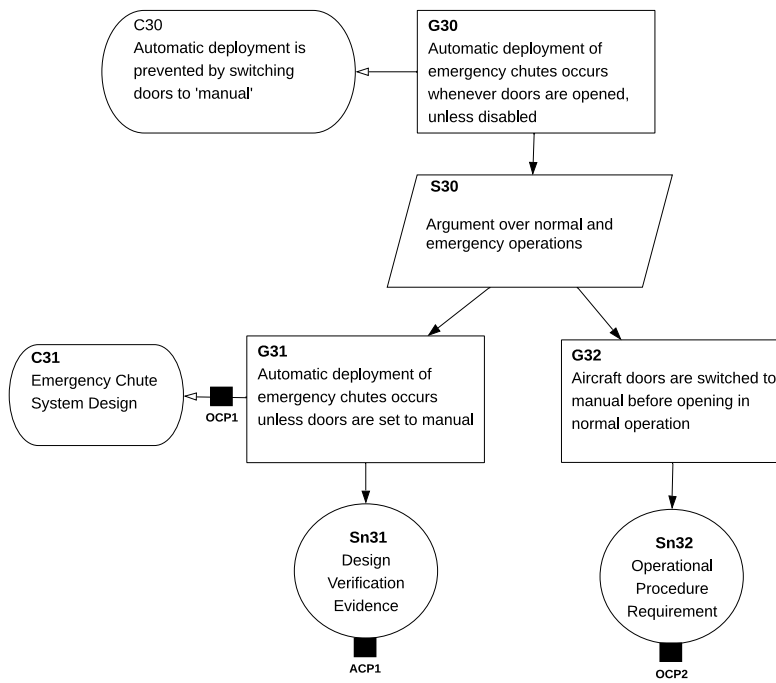 C30
Automatic deployment is
prevented by switching
doors to 'manual'
G30
Automatic deployment of
emergency chutes occurs
whenever doors are opened,
unless disabled
S30
Argument over normal and
emergency operations
C31
Emergency Chute
System Design
OCP1
G31
Automatic deployment of
emergency chutes occurs
unless doors are set to manual
G32
Aircraft doors are switched to
manual before opening in
normal operation
Sn31
Design
Verification
Evidence
ACP1
Sn32
Operational
Procedure
Requirement
OCP2